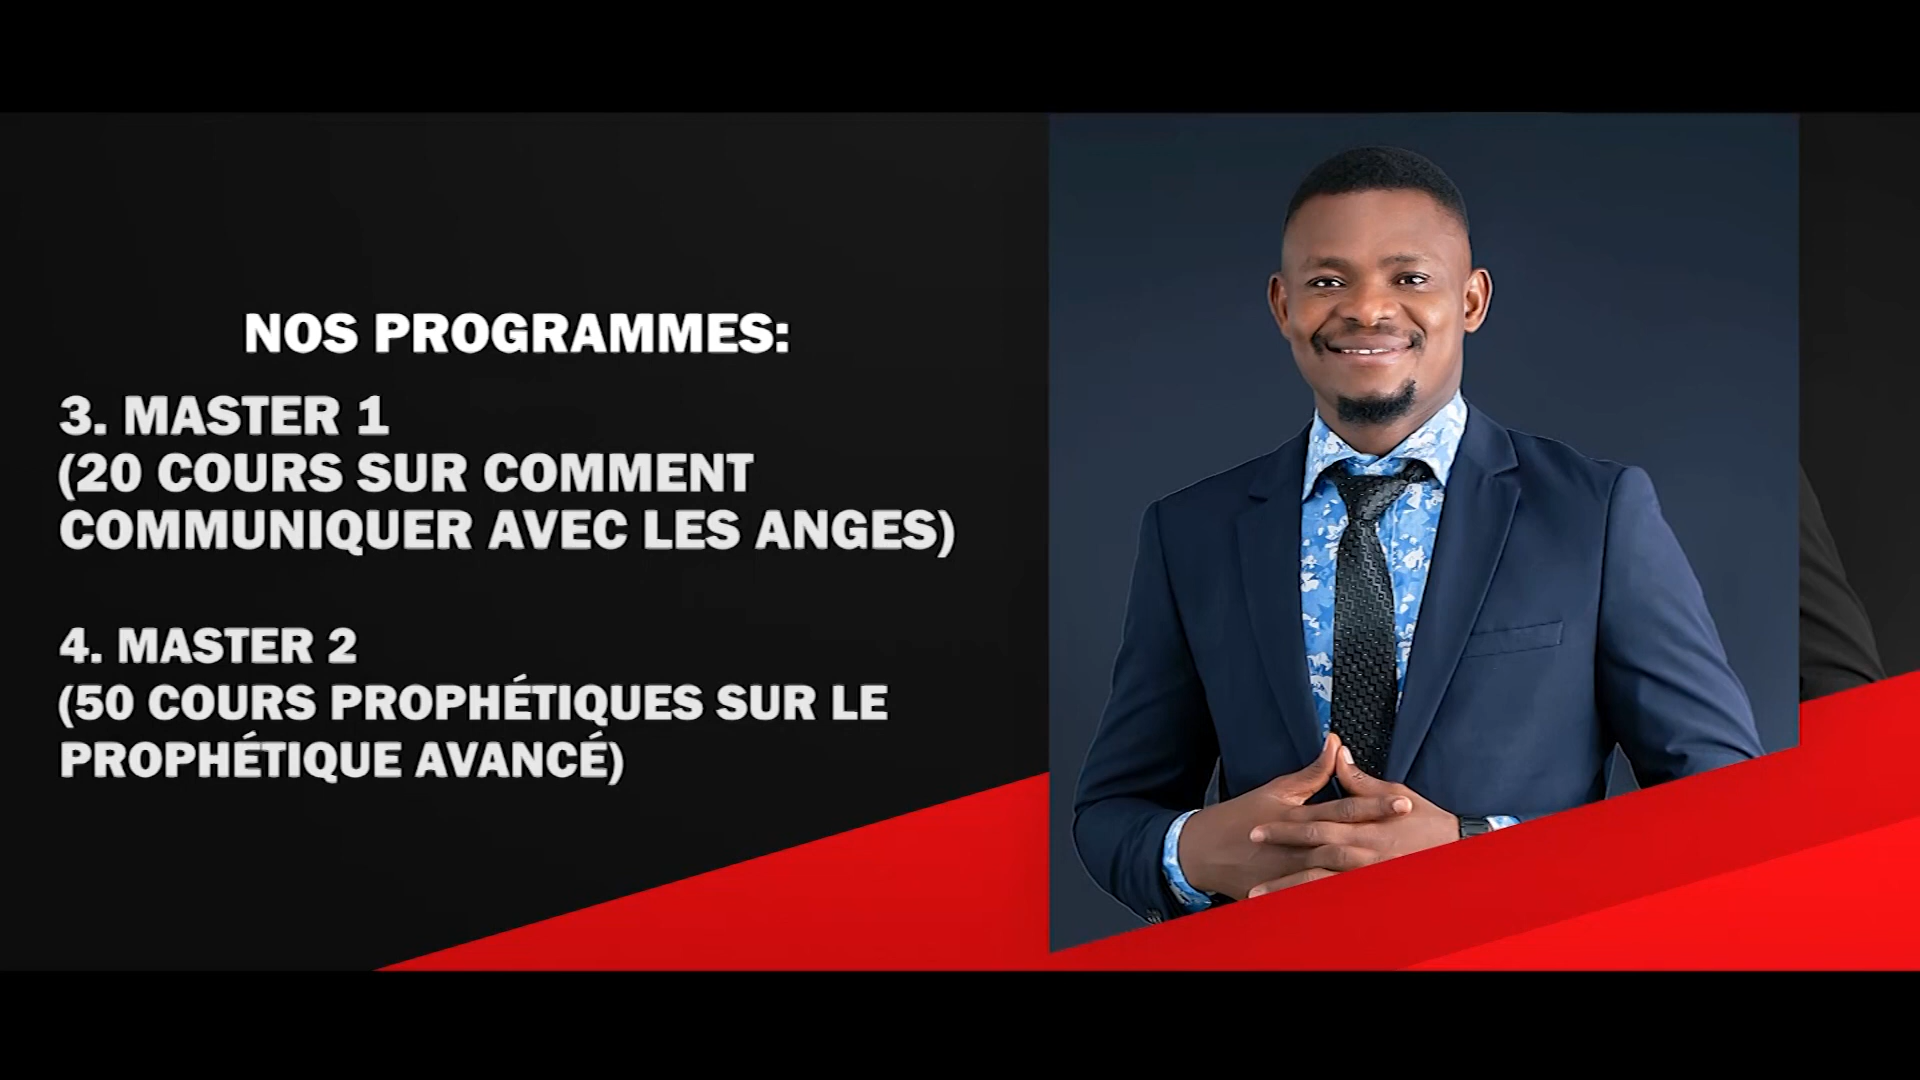 NOS PROGRAMMES:
3. MASTER 1
(20 COURS SUR COMMENT
COMMUNIQUER AVEC LES ANGES)
4. MASTER 2
(50 COURS PROPHÉTIQUES SUR LE
PROPHÉTIQUE AVANCÉ)